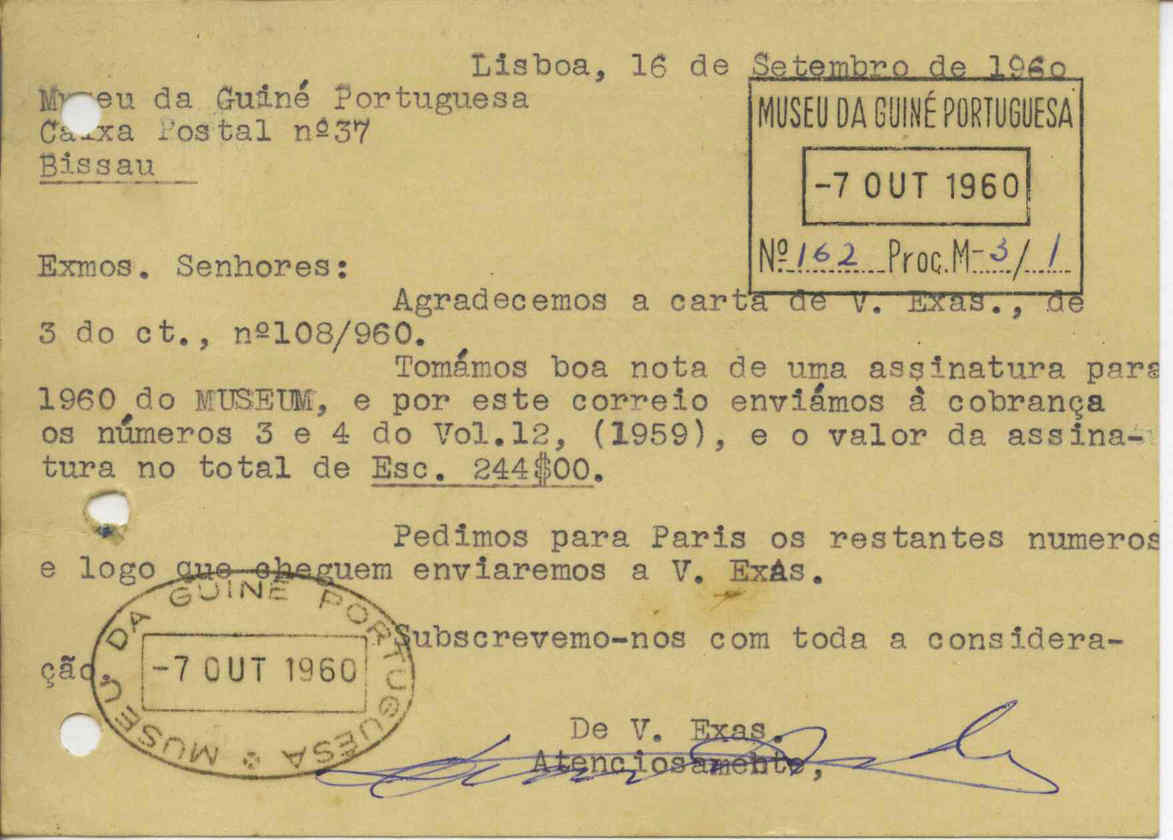 Lisboa, 16 de Setembro de 1960
Museu da Guiné Portuguesa
Caixa Postal nº37
Bissau
MUSEU DA GUINÉ PORTUGUESA
-7 OUT 1960
Nº 162 Proc. M-3/1
Exmos. Senhores:
Agradecemos a carta de V. Exas., de
3 do ct., nº108/960.
Tomámos boa nota de uma assinatura para
1960 do MUSEUM, e por este correio enviámos à cobrança
os números 3 e 4 do Vol.12, (1959), e o valor da assina-
tura no total de Esc. 244$00.
Pedimos para Paris os restantes numeros
e logo que cheguem enviaremos a V. Exas.
Subscrevemo-nos com toda a considera-
ção,
MUSEU DA GUINÉ PORTUGUESA
-7 OUT 1960
De V. Exas.
Atenciosamente,